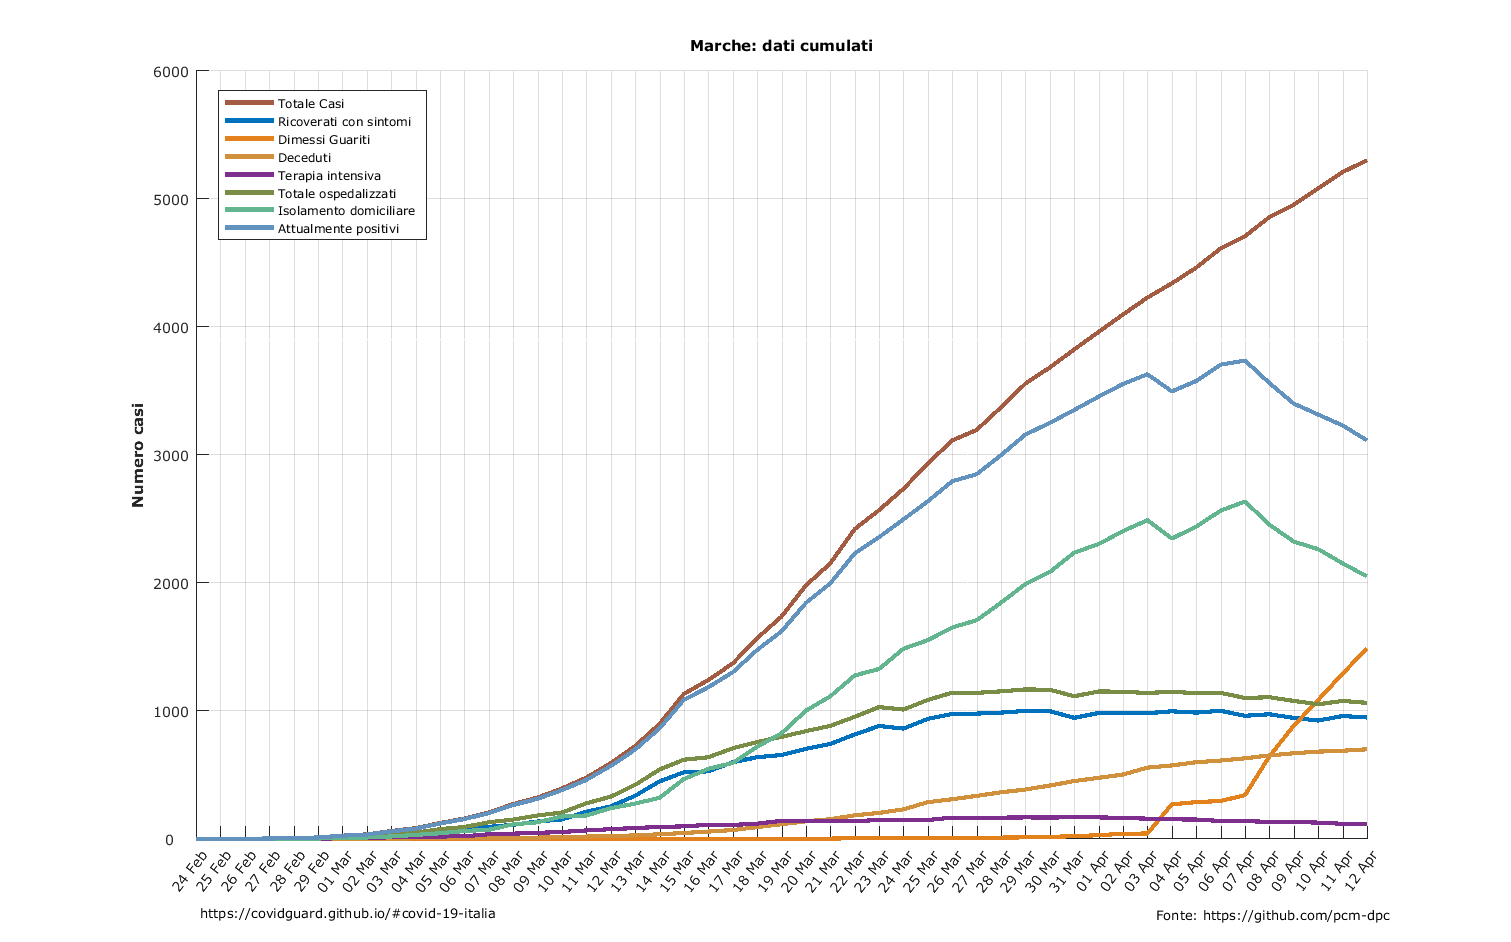 Marche: dati cumulati
6000
5000
4000
3000
2000
1000
0
Numero casi
Totale Casi
Ricoverati con sintomi
Dimessi Guariti
Deceduti
Terapia intensiva
Totale ospedalizzati
Isolamento domiciliare
Attualmente positivi
24 Feb
25 Feb
26 Feb
27 Feb
28 Feb
29 Feb
01 Mar
02 Mar
03 Mar
04 Mar
05 Mar
06 Mar
07 Mar
08 Mar
09 Mar
10 Mar
11 Mar
12 Mar
13 Mar
14 Mar
15 Mar
16 Mar
17 Mar
18 Mar
19 Mar
20 Mar
21 Mar
22 Mar
23 Mar
24 Mar
25 Mar
26 Mar
27 Mar
28 Mar
29 Mar
30 Mar
31 Mar
01 Apr
02 Apr
03 Apr
04 Apr
05 Apr
06 Apr
07 Apr
08 Apr
09 Apr
10 Apr
11 Apr
12 Apr
https://covidguard.github.io/#covid-19-italia
Fonte: https://github.com/pcm-dpc